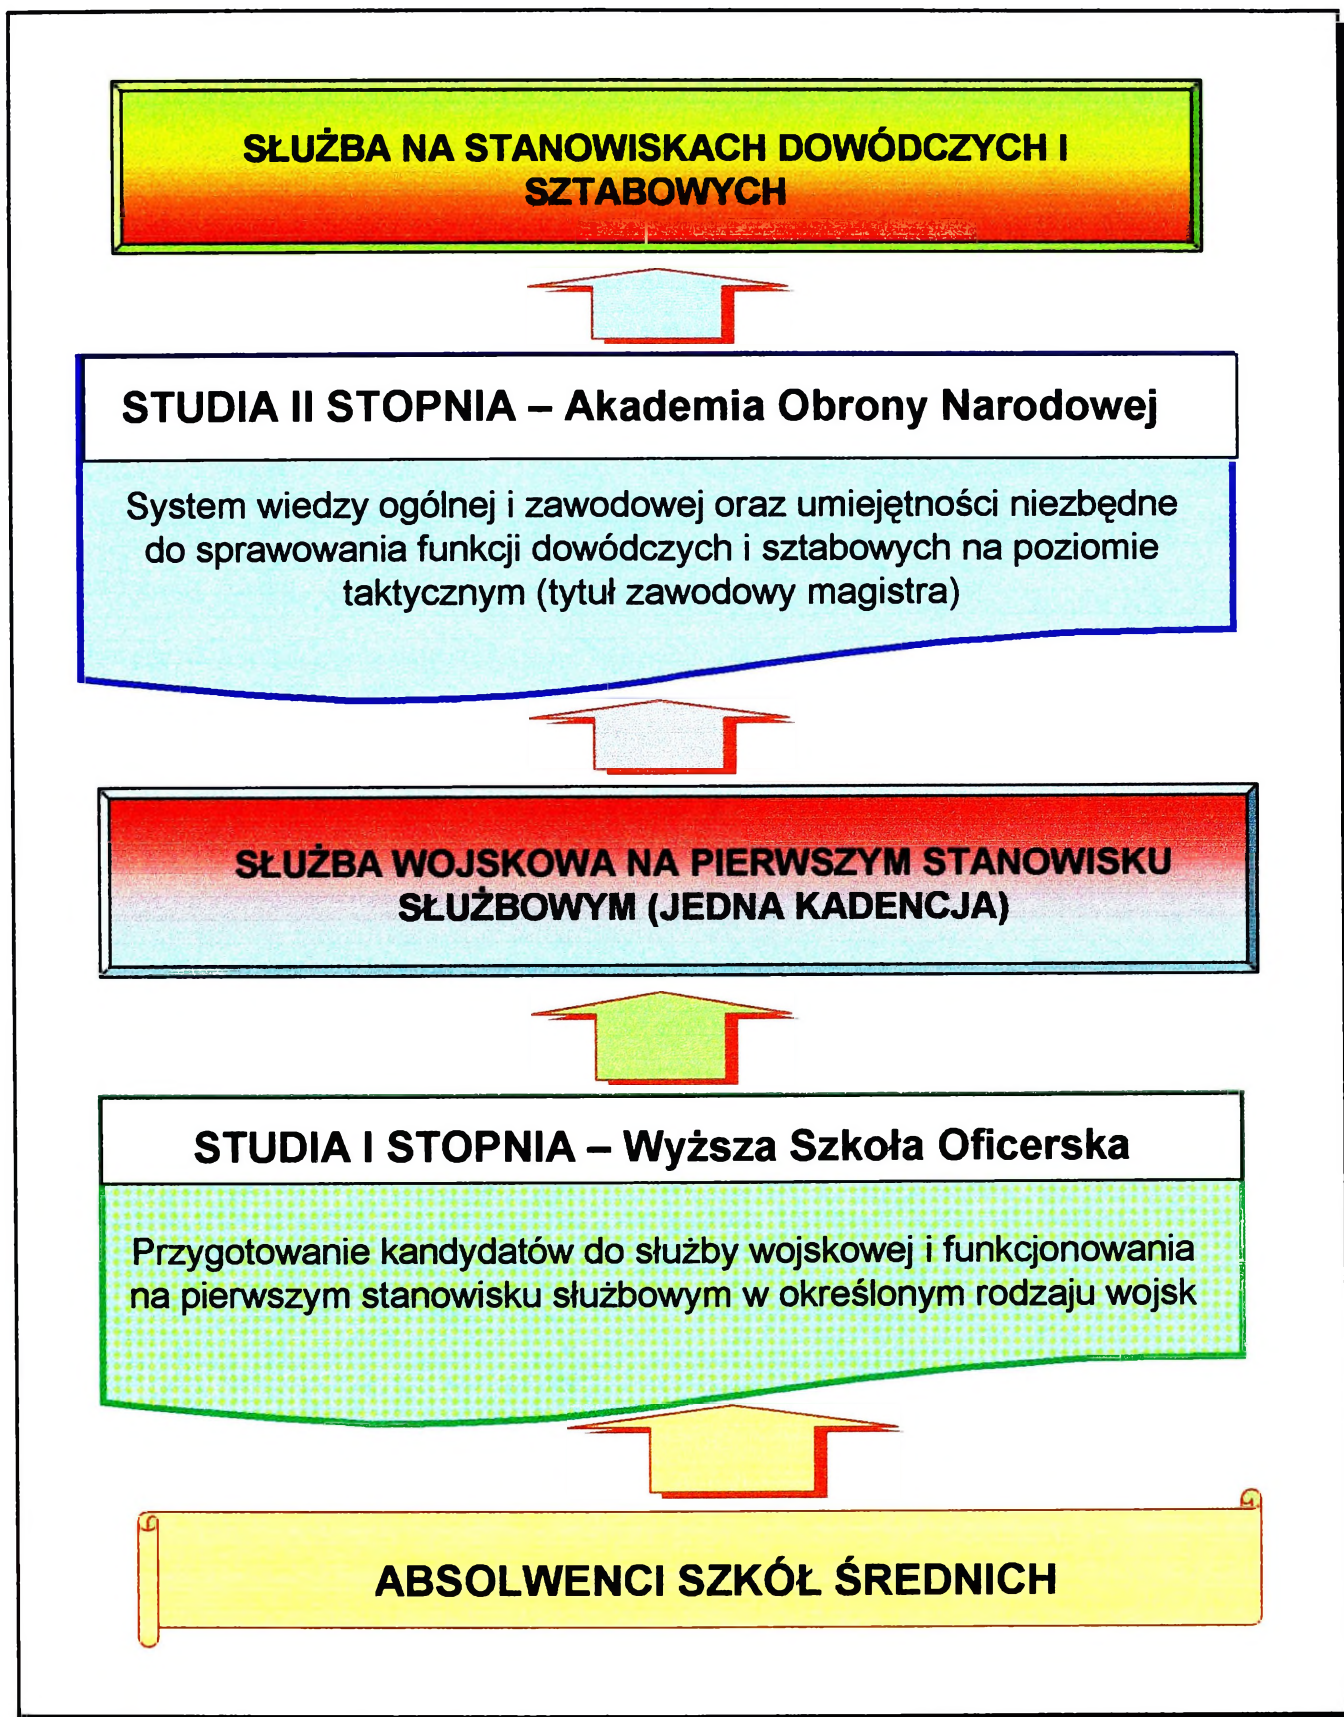 SŁUŻBA NA STANOWISKACH DOWÓDCZYCH I
SZTABOWYCH
STUDIA II STOPNIA – Akademia Obrony Narodowej
System wiedzy ogólnej i zawodowej oraz umiejętności niezbędne
do sprawowania funkcji dowódczych i sztabowych na poziomie
taktycznym (tytuł zawodowy magistra)
SŁUŻBA WOJSKOWA NA PIERWSZYM STANOWISKU
SŁUŻBOWYM (JEDNA KADENCJA)
STUDIA I STOPNIA – Wyższa Szkoła Oficerska
Przygotowanie kandydatów do służby wojskowej i funkcjonowania
na pierwszym stanowisku służbowym w określonym rodzaju wojsk
ABSOLWENCI SZKÓŁ ŚREDNICH